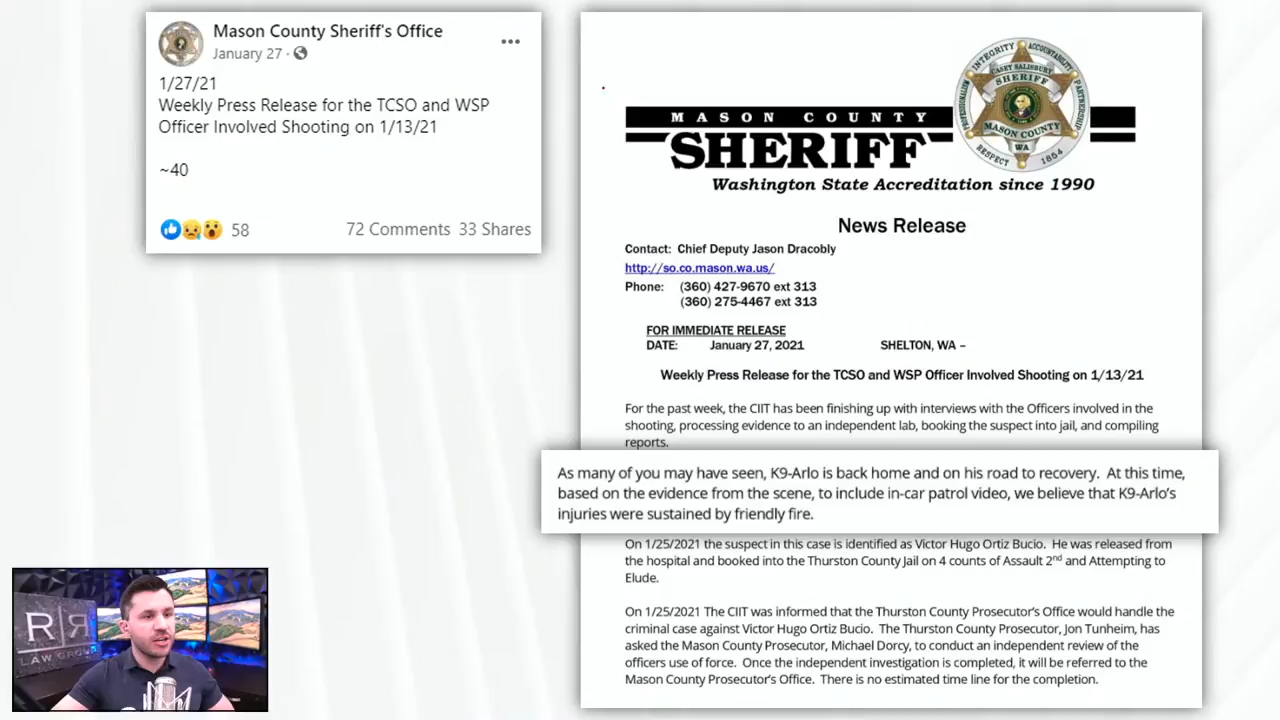 Mason County Sheriff's Office
January 27 ·
1/27/21
Weekly Press Release for the TCSO and WSP
Officer Involved Shooting on 1/13/21
~40
58
72 Comments 33 Shares
MASON COUNTY
SHERIFF
Washington State Accreditation since 1990
PROFESSIONALISM
INTEGRITY
ACCOUNTABILITY
PARTNERSHIP
RESPECT
CASEY SALISBURY
SHERIFF
MASON COUNTY
WA
1854
News Release
Contact: Chief Deputy Jason Dracobly
http://so.co.mason.wa.us/
Phone: (360) 427-9670 ext 313
(360) 275-4467 ext 313
FOR IMMEDIATE RELEASE
DATE: January 27, 2021 SHELTON, WA –
Weekly Press Release for the TCSO and WSP Officer Involved Shooting on 1/13/21
For the past week, the CIIT has been finishing up with interviews with the Officers involved in the
shooting, processing evidence to an independent lab, booking the suspect into jail, and compiling
reports.
As many of you may have seen, K9-Arlo is back home and on his road to recovery. At this time,
based on the evidence from the scene, to include in-car patrol video, we believe that K9-Arlo's
injuries were sustained by friendly fire.
On 1/25/2021 the suspect in this case is identified as Victor Hugo Ortiz Bucio. He was released from
the hospital and booked into the Thurston County Jail on 4 counts of Assault 2nd and Attempting to
Elude.
On 1/25/2021 The CIIT was informed that the Thurston County Prosecutor's Office would handle the
criminal case against Victor Hugo Ortiz Bucio. The Thurston County Prosecutor, Jon Tunheim, has
asked the Mason County Prosecutor, Michael Dorcy, to conduct an independent review of the
officers use of force. Once the independent investigation is completed, it will be referred to the
Mason County Prosecutor's Office. There is no estimated time line for the completion.
R|R
LAW GROUP